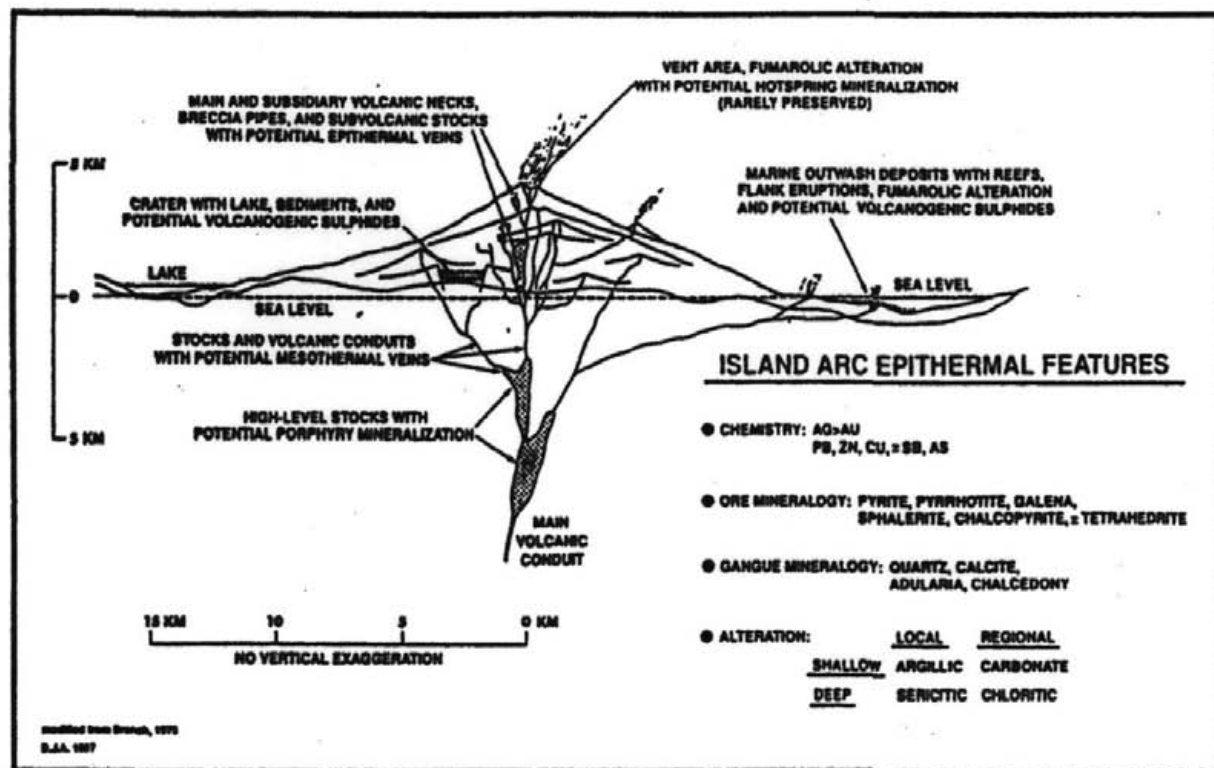 VENT AREA, FUMAROLIC ALTERATION
WITH POTENTIAL HOTSPRING MINERALIZATION
(RARELY PRESERVED)
MAIN AND SUBSIDIARY VOLCANIC NECKS,
BRECCIA PIPES, AND SUBVOLCANIC STOCKS
WITH POTENTIAL EPITHERMAL VEINS
5 KM
MARINE OUTWASH DEPOSITS WITH REEFS,
FLANK ERUPTIONS, FUMAROLIC ALTERATION
AND POTENTIAL VOLCANOGENIC SULPHIDES
CRATER WITH LAKE, SEDIMENTS, AND
POTENTIAL VOLCANOGENIC SULPHIDES
LAKE
SEA LEVEL
0
SEA LEVEL
STOCKS AND VOLCANIC CONDUITS
WITH POTENTIAL MESOTHERMAL VEINS
ISLAND ARC EPITHERMAL FEATURES
HIGH-LEVEL STOCKS WITH
POTENTIAL PORPHYRY MINERALIZATION
5 KM
● CHEMISTRY: AG>AU
PB, ZN, CU, ± SB, AS
● ORE MINERALOGY: PYRITE, PYRRHOTITE, GALENA,
SPHALERITE, CHALCOPYRITE, ± TETRAHEDRITE
MAIN
VOLCANIC
CONDUIT
● GANGUE MINERALOGY: QUARTZ, CALCITE,
ADULARIA, CHALCEDONY
15 KM 10 5 0 KM
NO VERTICAL EXAGGERATION
● ALTERATION: LOCAL REGIONAL
SHALLOW ARGILLIC CARBONATE
DEEP SERICITIC CHLORITIC
modified from Branch, 1976